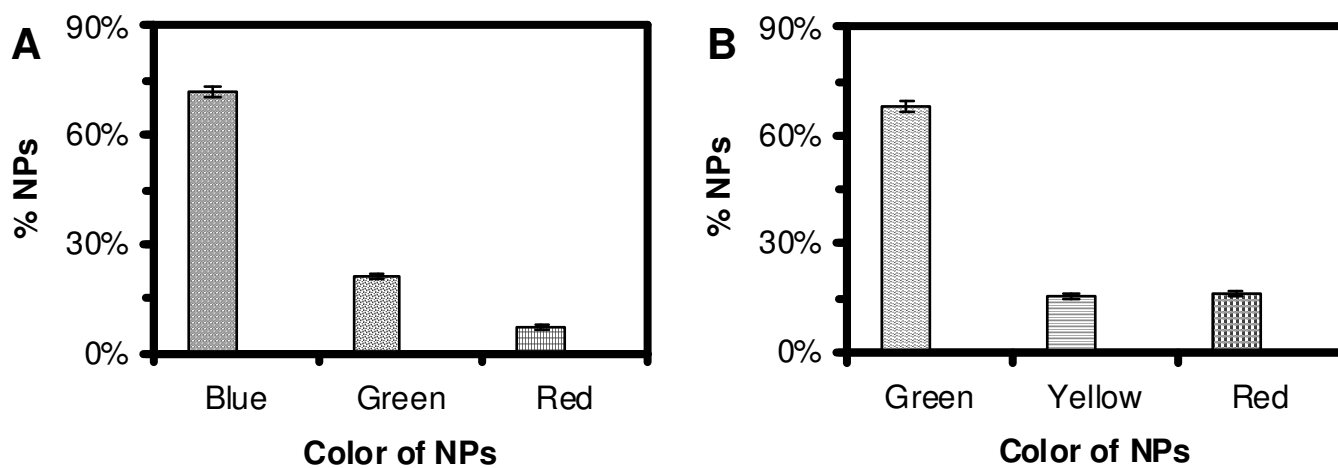 A
% NPs
90%
60%
30%
0%
Blue Green Red
Color of NPs
B
% NPs
90%
60%
30%
0%
Green Yellow Red
Color of NPs